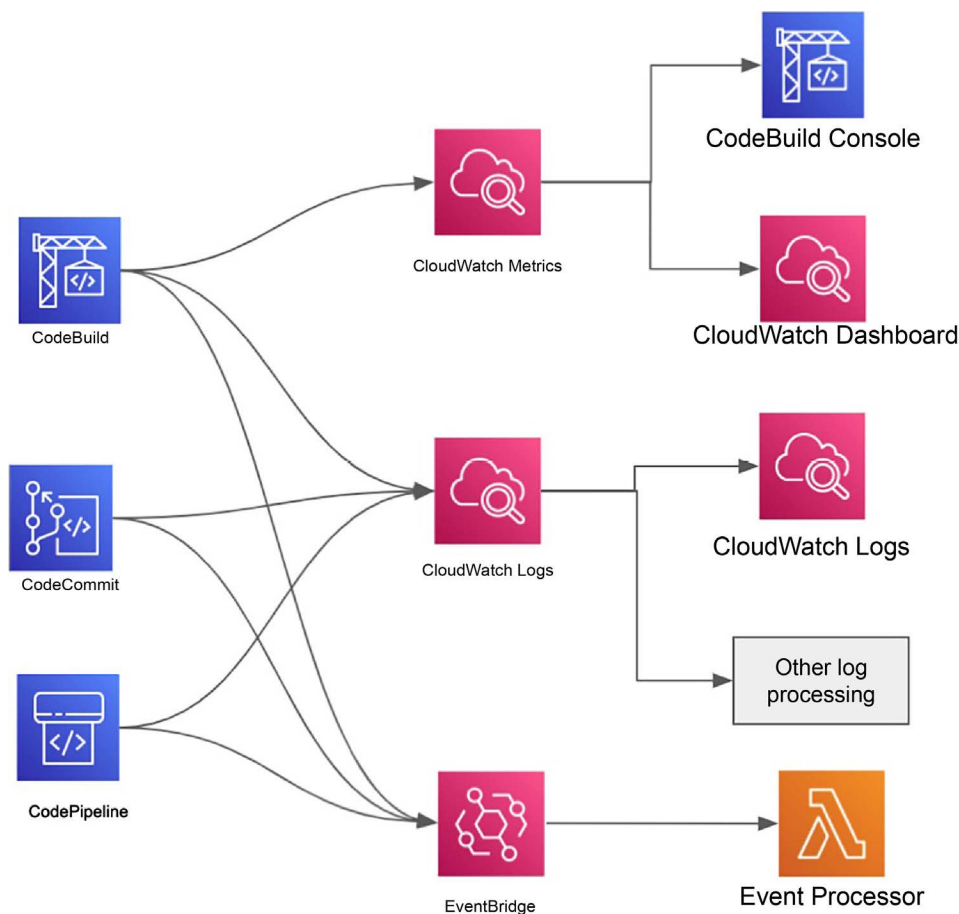 CodeBuild Console
CloudWatch Metrics
CodeBuild
CloudWatch Dashboard
CloudWatch Logs
CloudWatch Logs
CodeCommit
Other log
processing
CodePipeline
Event Processor
EventBridge